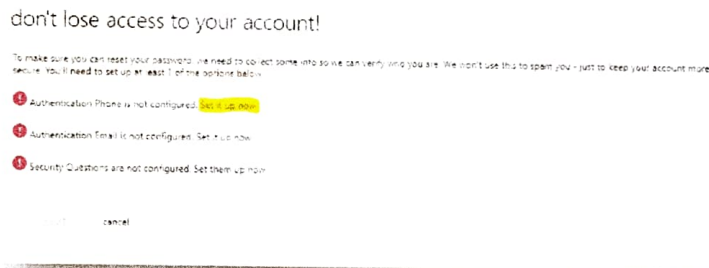 don't lose access to your account!
To make sure you can reset your password, we need to collect some info so we can verify who you are. We won't use this to spam you - just to keep your account more
secure. You'll need to set up at least 1 of the options below.
Authentication Phone is not configured. Set it up now
Authentication Email is not configured. Set it up now
Security Questions are not configured. Set them up now
cancel